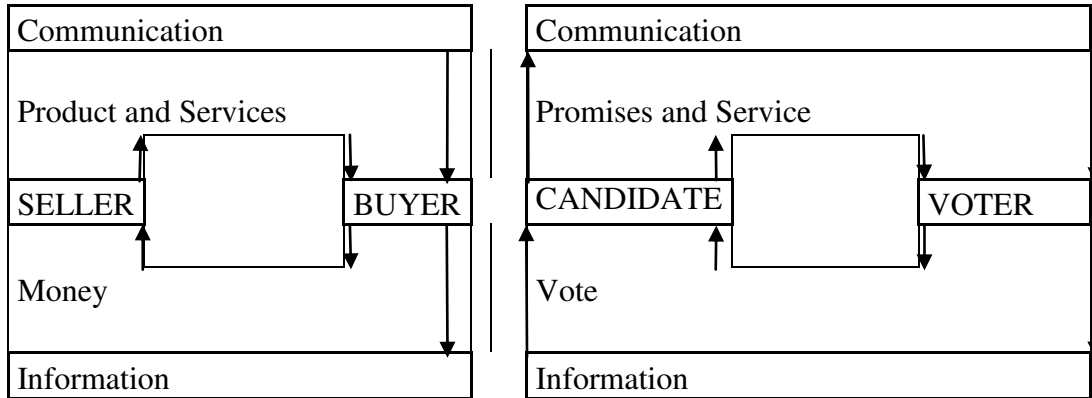 Communication
Product and Services
SELLER
BUYER
Money
Information
Communication
Promises and Service
CANDIDATE
VOTER
Vote
Information